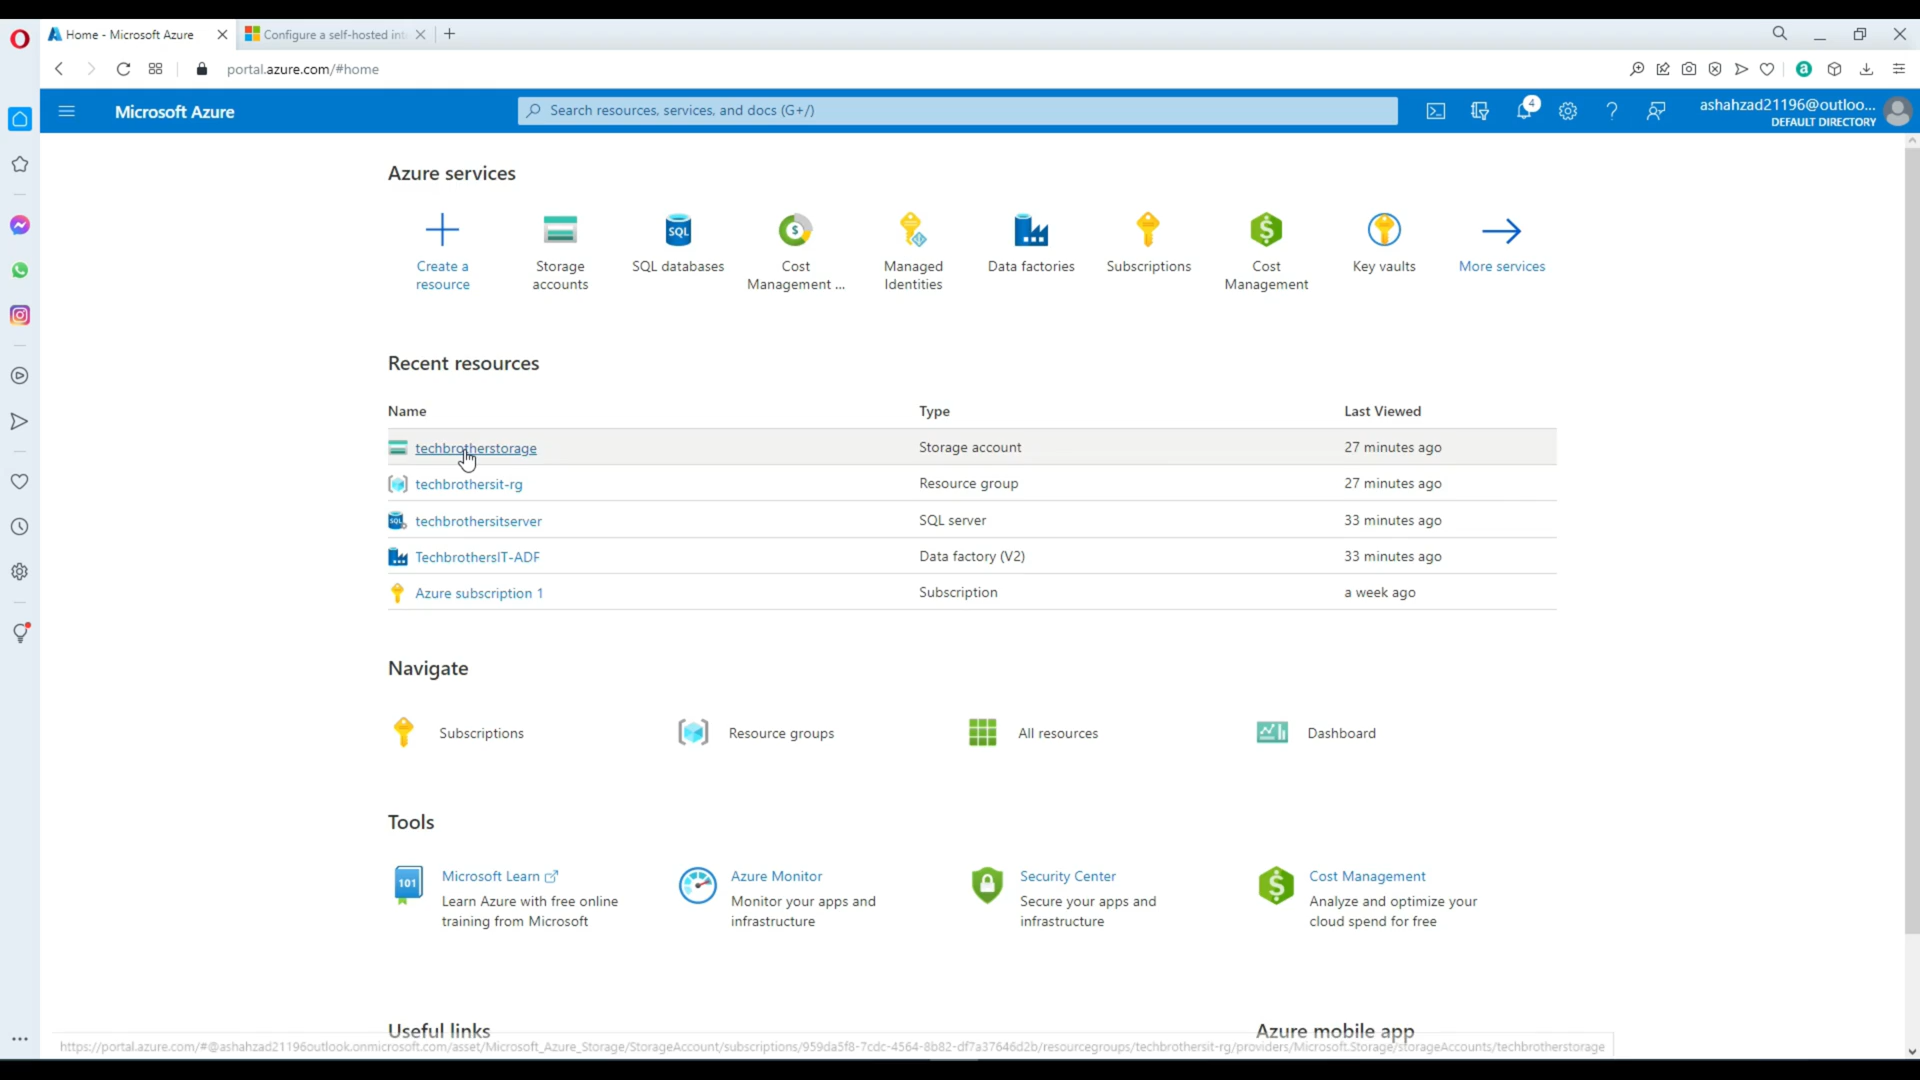 Home - Microsoft Azure
Configure a self-hosted inte
portal.azure.com/#home
Microsoft Azure
Search resources, services, and docs (G+/)
4
ashahzad21196@outloo...
DEFAULT DIRECTORY
Azure services
Create a resource
Storage accounts
SQL
SQL databases
Cost Management ...
Managed Identities
Data factories
Subscriptions
Cost Management
Key vaults
More services
Recent resources
Name Type Last Viewed
techbrotherstorage Storage account 27 minutes ago
techbrothersit-rg Resource group 27 minutes ago
techbrothersitserver SQL server 33 minutes ago
TechbrothersIT-ADF Data factory (V2) 33 minutes ago
Azure subscription 1 Subscription a week ago
Navigate
Subscriptions Resource groups All resources Dashboard
Tools
101
Microsoft Learn
Learn Azure with free online
training from Microsoft
Azure Monitor
Monitor your apps and
infrastructure
Security Center
Secure your apps and
infrastructure
Cost Management
Analyze and optimize your
cloud spend for free
Useful links
Azure mobile app
https://portal.azure.com/#@ashahzad21196outlook.onmicrosoft.com/asset/Microsoft_Azure_Storage/StorageAccount/subscriptions/959da5f8-7cdc-4564-8b82-df7a37646d2b/resourcegroups/techbrothersit-rg/providers/Microsoft.Storage/storageAccounts/techbrotherstorage